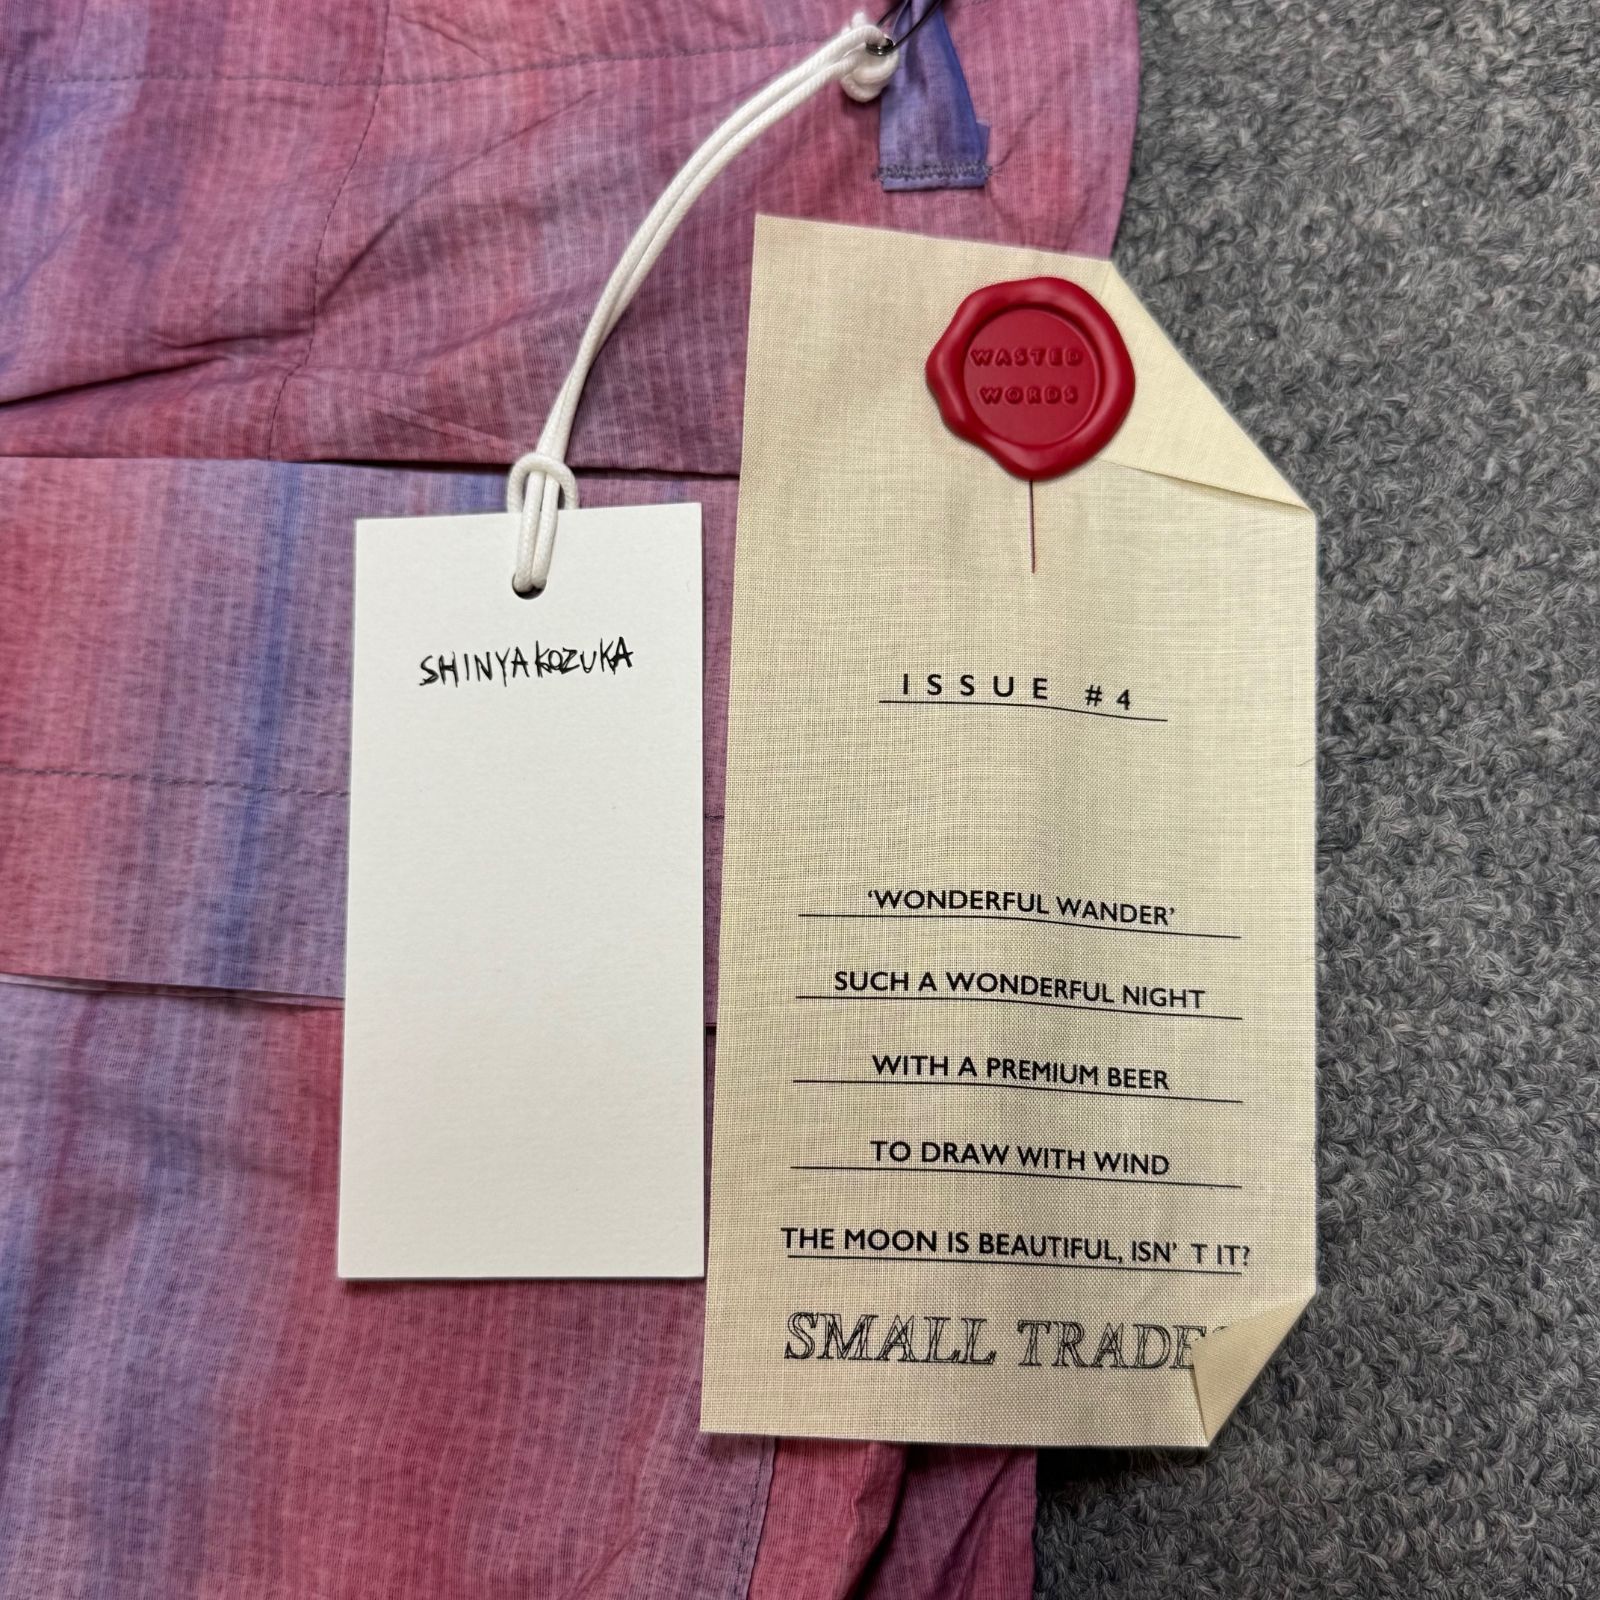 SHINYAKOZUKA
WASTED
WORDS
ISSUE #4
‘WONDERFUL WANDER’
SUCH A WONDERFUL NIGHT
WITH A PREMIUM BEER
TO DRAW WITH WIND
THE MOON IS BEAUTIFUL, ISN’ T IT?
SMALL TRADE